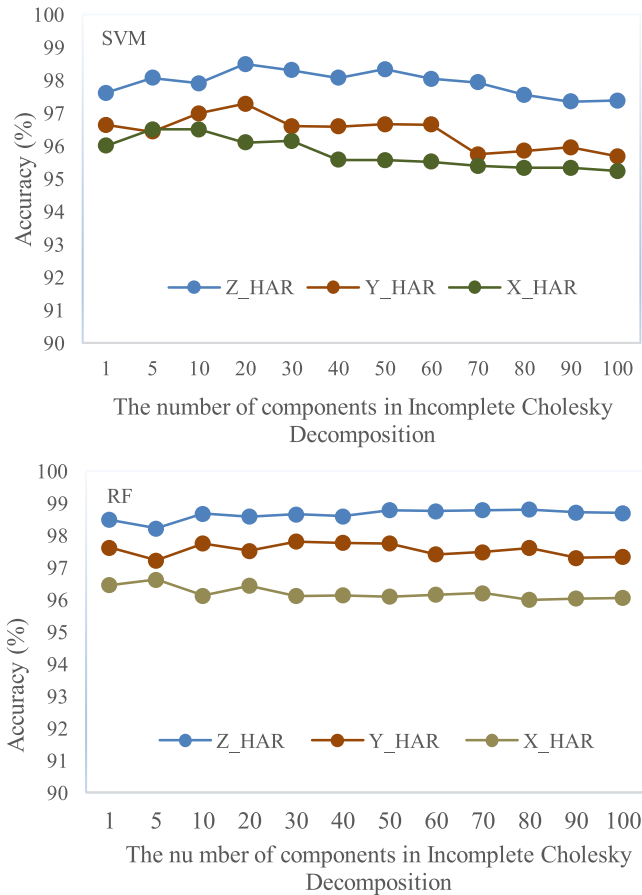 100
SVM
99
98
97
96
95
94
93
92
91
90
Accuracy (%)
Z_HAR Y_HAR X_HAR
1 5 10 20 30 40 50 60 70 80 90 100
The number of components in Incomplete Cholesky
Decomposition
100
RF
99
98
97
96
95
94
93
92
91
90
Accuracy (%)
Z_HAR Y_HAR X_HAR
1 5 10 20 30 40 50 60 70 80 90 100
The nu mber of components in Incomplete Cholesky
Decomposition